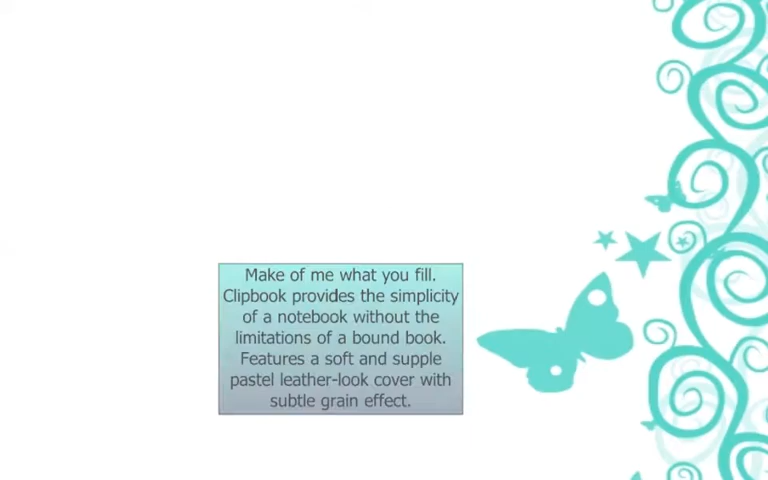 Make of me what you fill.
Clipbook provides the simplicity
of a notebook without the
limitations of a bound book.
Features a soft and supple
pastel leather-look cover with
subtle grain effect.